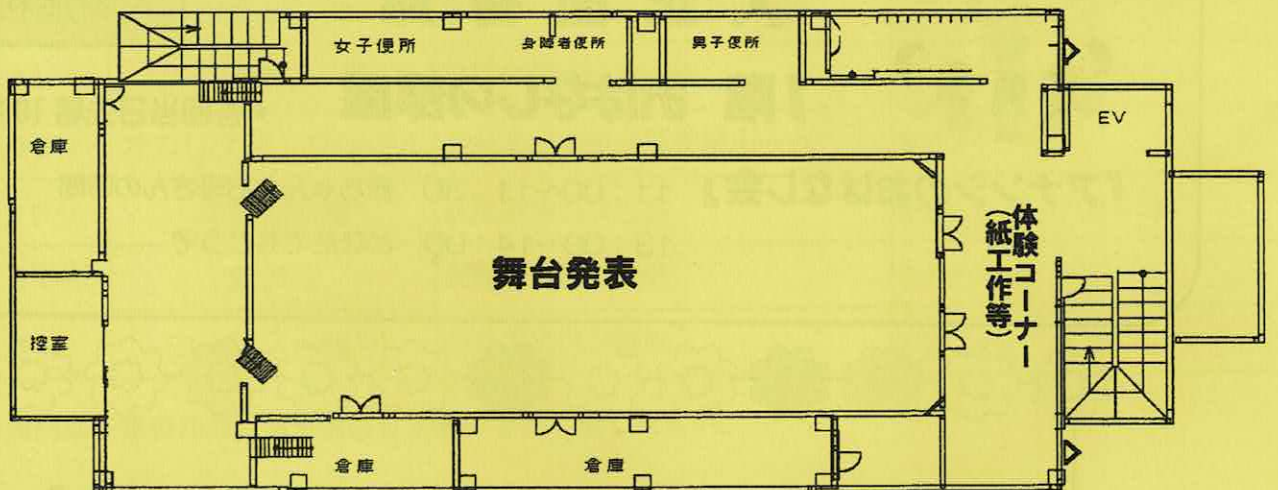 女子便所
身障者便所
男子便所
EV
倉庫
体験コーナー
(紙工作等)
舞台発表
控室
倉庫
倉庫